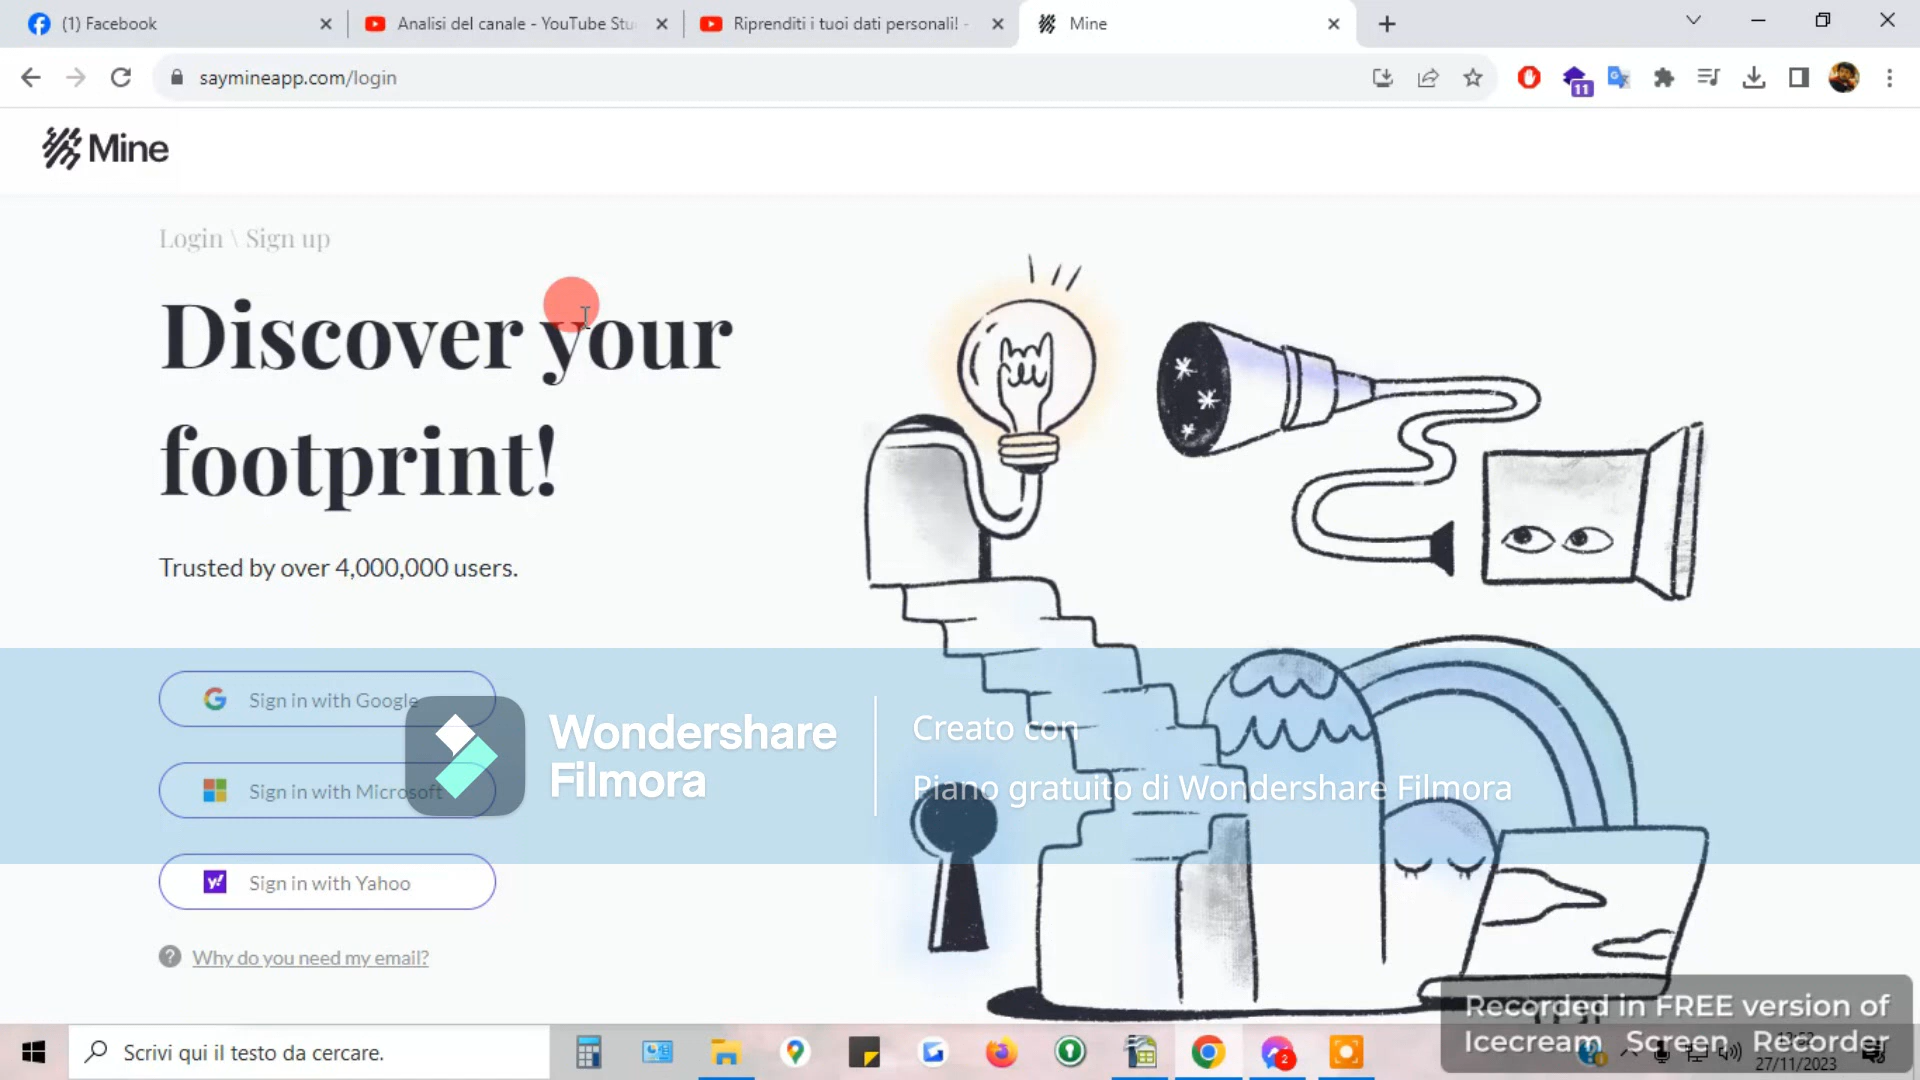 (1) Facebook
Analisi del canale - YouTube Stu
Riprenditi i tuoi dati personali! -
Mine
saymineapp.com/login
11
Mine
Login \ Sign up
Discover your
footprint!
Trusted by over 4,000,000 users.
Sign in with Google
Sign in with Microsoft
Sign in with Yahoo
Why do you need my email?
Wondershare
Filmora
Creato con
Piano gratuito di Wondershare Filmora
Recorded in FREE version of
Icecream Screen Recorder
Scrivi qui il testo da cercare.
2
27/11/2023